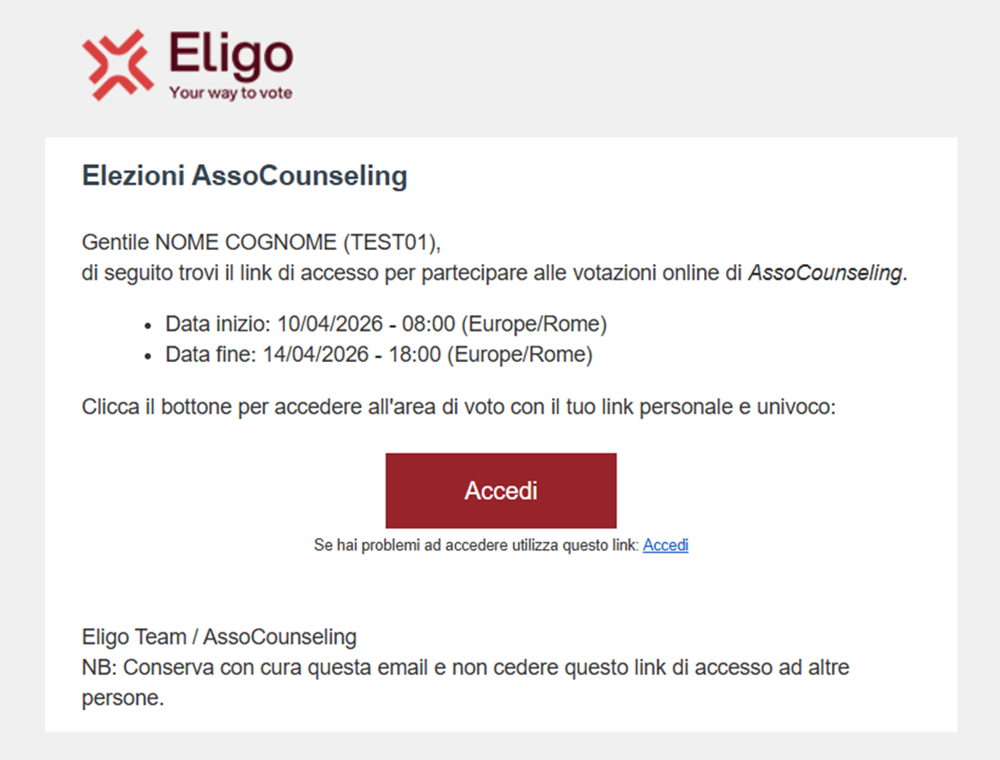 Eligo
Your way to vote
Elezioni AssoCounseling
Gentile NOME COGNOME (TEST01),
di seguito trovi il link di accesso per partecipare alle votazioni online di AssoCounseling.
• Data inizio: 10/04/2026 - 08:00 (Europe/Rome)
• Data fine: 14/04/2026 - 18:00 (Europe/Rome)
Clicca il bottone per accedere all'area di voto con il tuo link personale e univoco:
Accedi
Se hai problemi ad accedere utilizza questo link: Accedi
Eligo Team / AssoCounseling
NB: Conserva con cura questa email e non cedere questo link di accesso ad altre
persone.